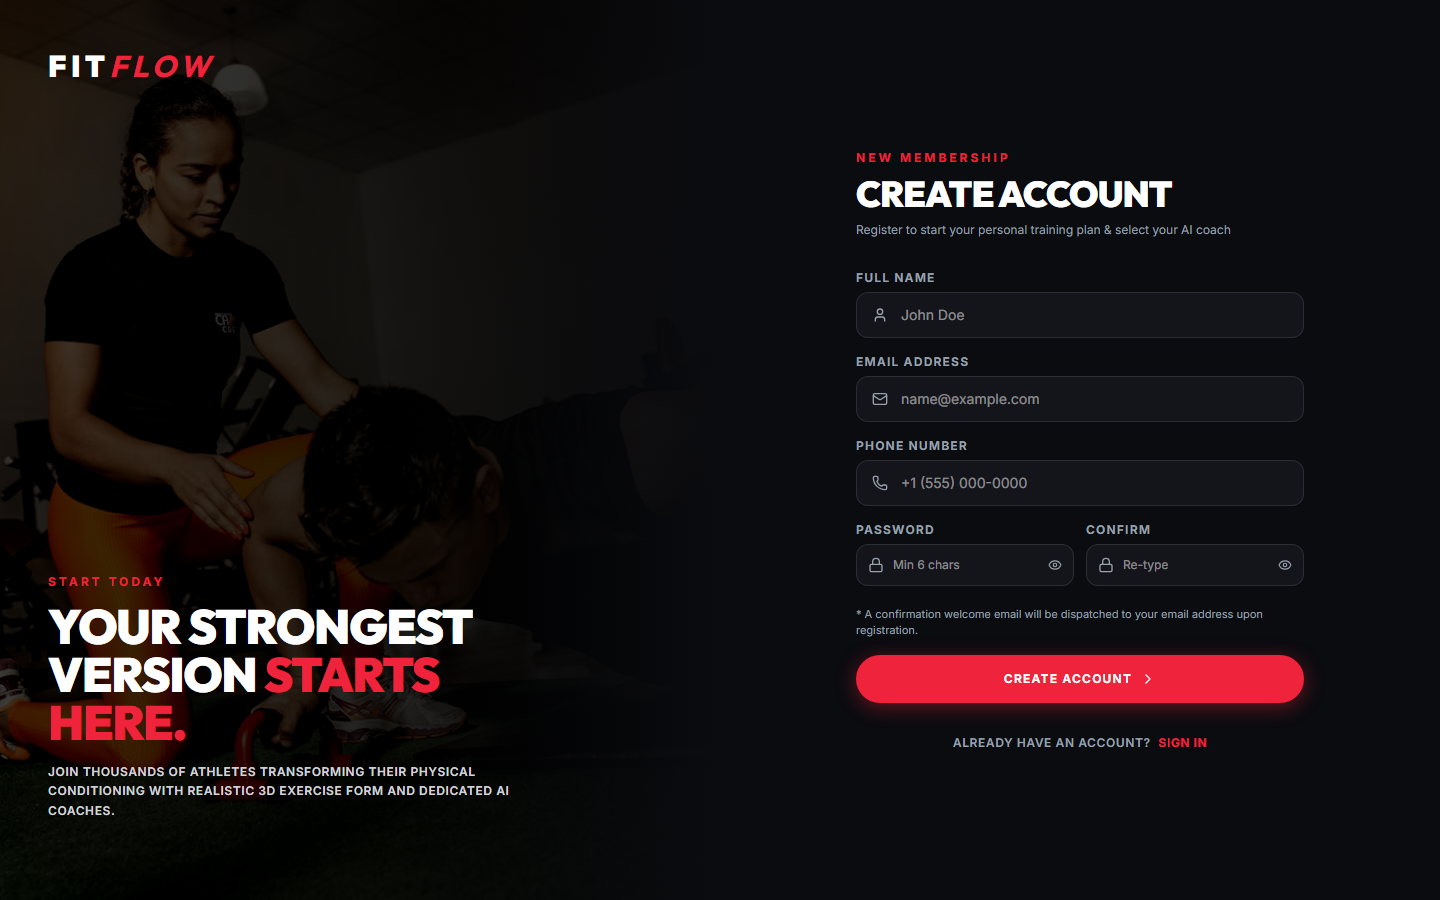 FITFLOW
START TODAY
YOUR STRONGEST
VERSION STARTS
HERE.
JOIN THOUSANDS OF ATHLETES TRANSFORMING THEIR PHYSICAL
CONDITIONING WITH REALISTIC 3D EXERCISE FORM AND DEDICATED AI
COACHES.
NEW MEMBERSHIP
CREATE ACCOUNT
Register to start your personal training plan & select your AI coach
FULL NAME
John Doe
EMAIL ADDRESS
name@example.com
PHONE NUMBER
+1 (555) 000-0000
PASSWORD
CONFIRM
Min 6 chars
Re-type
* A confirmation welcome email will be dispatched to your email address upon
registration.
CREATE ACCOUNT
ALREADY HAVE AN ACCOUNT? SIGN IN